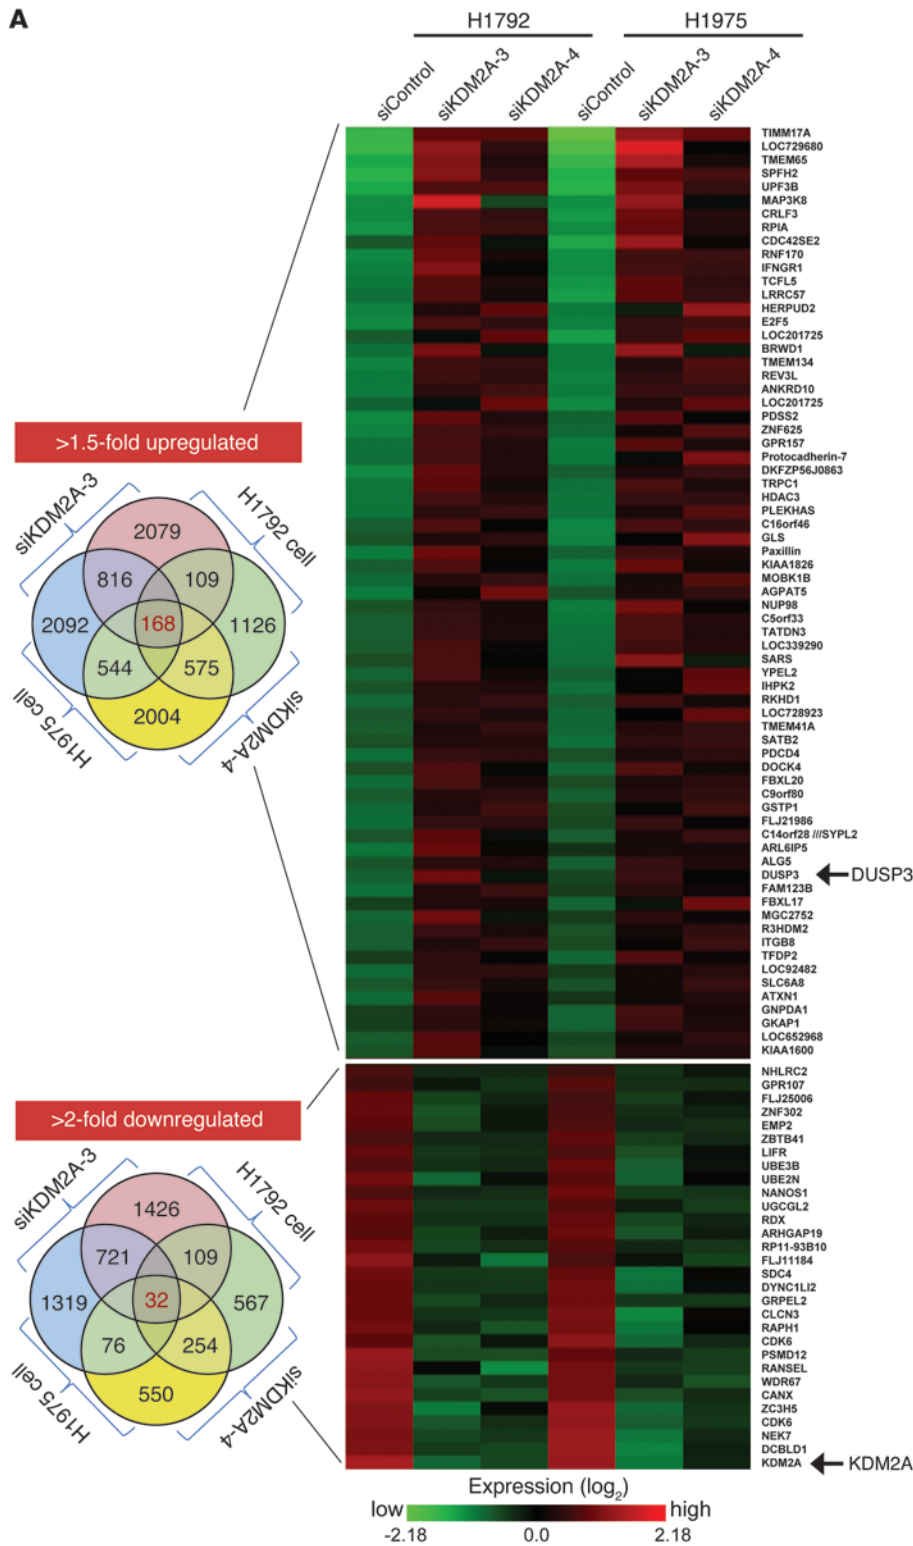 A
H1792
H1975
siControl
siKDM2A-3
siKDM2A-4
siControl
siKDM2A-3
siKDM2A-4
TIMM17A
LOC729680
TMEM65
SPFH2
UPF3B
MAP3K8
CRLF3
RPIA
CDC42SE2
RNF170
IFNGR1
TCFL5
LRRC57
HERPUD2
E2F5
LOC201725
BRWD1
TMEM134
REV3L
ANKRD10
LOC201725
PDSS2
ZNF625
GPR157
Protocadherin-7
DKFZP56J0863
TRPC1
HDAC3
PLEKHAS
C16orf46
GLS
Paxillin
KIAA1826
MOBK1B
AGPAT5
NUP98
C5orf33
TATDN3
LOC339290
SARS
YPEL2
IHPK2
RKHD1
LOC728923
TMEM41A
SATB2
PDCD4
DOCK4
FBXL20
C9orf80
GSTP1
FLJ21986
C14orf28 ///SYPL2
ARL6IP5
ALG5
DUSP3
DUSP3
FAM123B
FBXL17
MGC2752
R3HDM2
ITGB8
TFDP2
LOC92482
SLC6A8
ATXN1
GNPDA1
GKAP1
LOC652968
KIAA1600
>1.5-fold upregulated
siKDM2A-3
H1792 cell
2079
816
109
2092
168
1126
544
575
2004
H1975 cell
siKDM2A-4
NHLRC2
GPR107
FLJ25006
ZNF302
EMP2
ZBTB41
LIFR
UBE3B
UBE2N
NANOS1
UGCGL2
RDX
ARHGAP19
RP11-93B10
FLJ11184
SDC4
DYNC1LI2
GRPEL2
CLCN3
RAPH1
CDK6
PSMD12
RANSEL
WDR67
CANX
ZC3H5
CDK6
NEK7
DCBLD1
KDM2A
KDM2A
>2-fold downregulated
siKDM2A-3
H1792 cell
1426
721
109
1319
32
567
76
254
550
H1975 cell
siKDM2A-4
Expression (log2)
low
high
-2.18
0.0
2.18